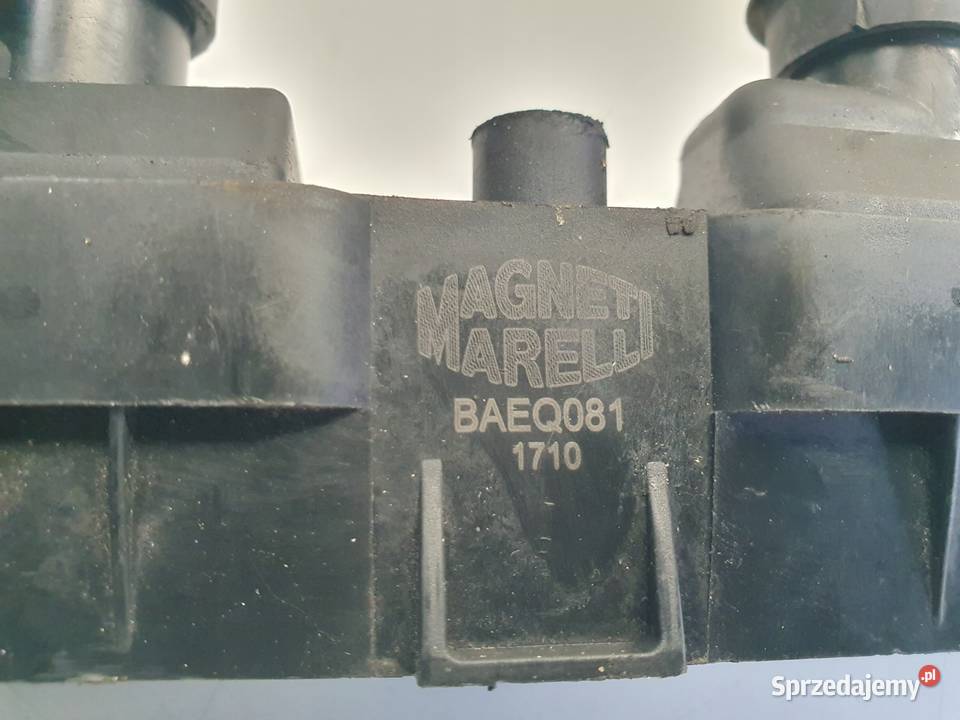 MAGNETI
MARELLI
BAEQ081
1710
Sprzedajemy.pl